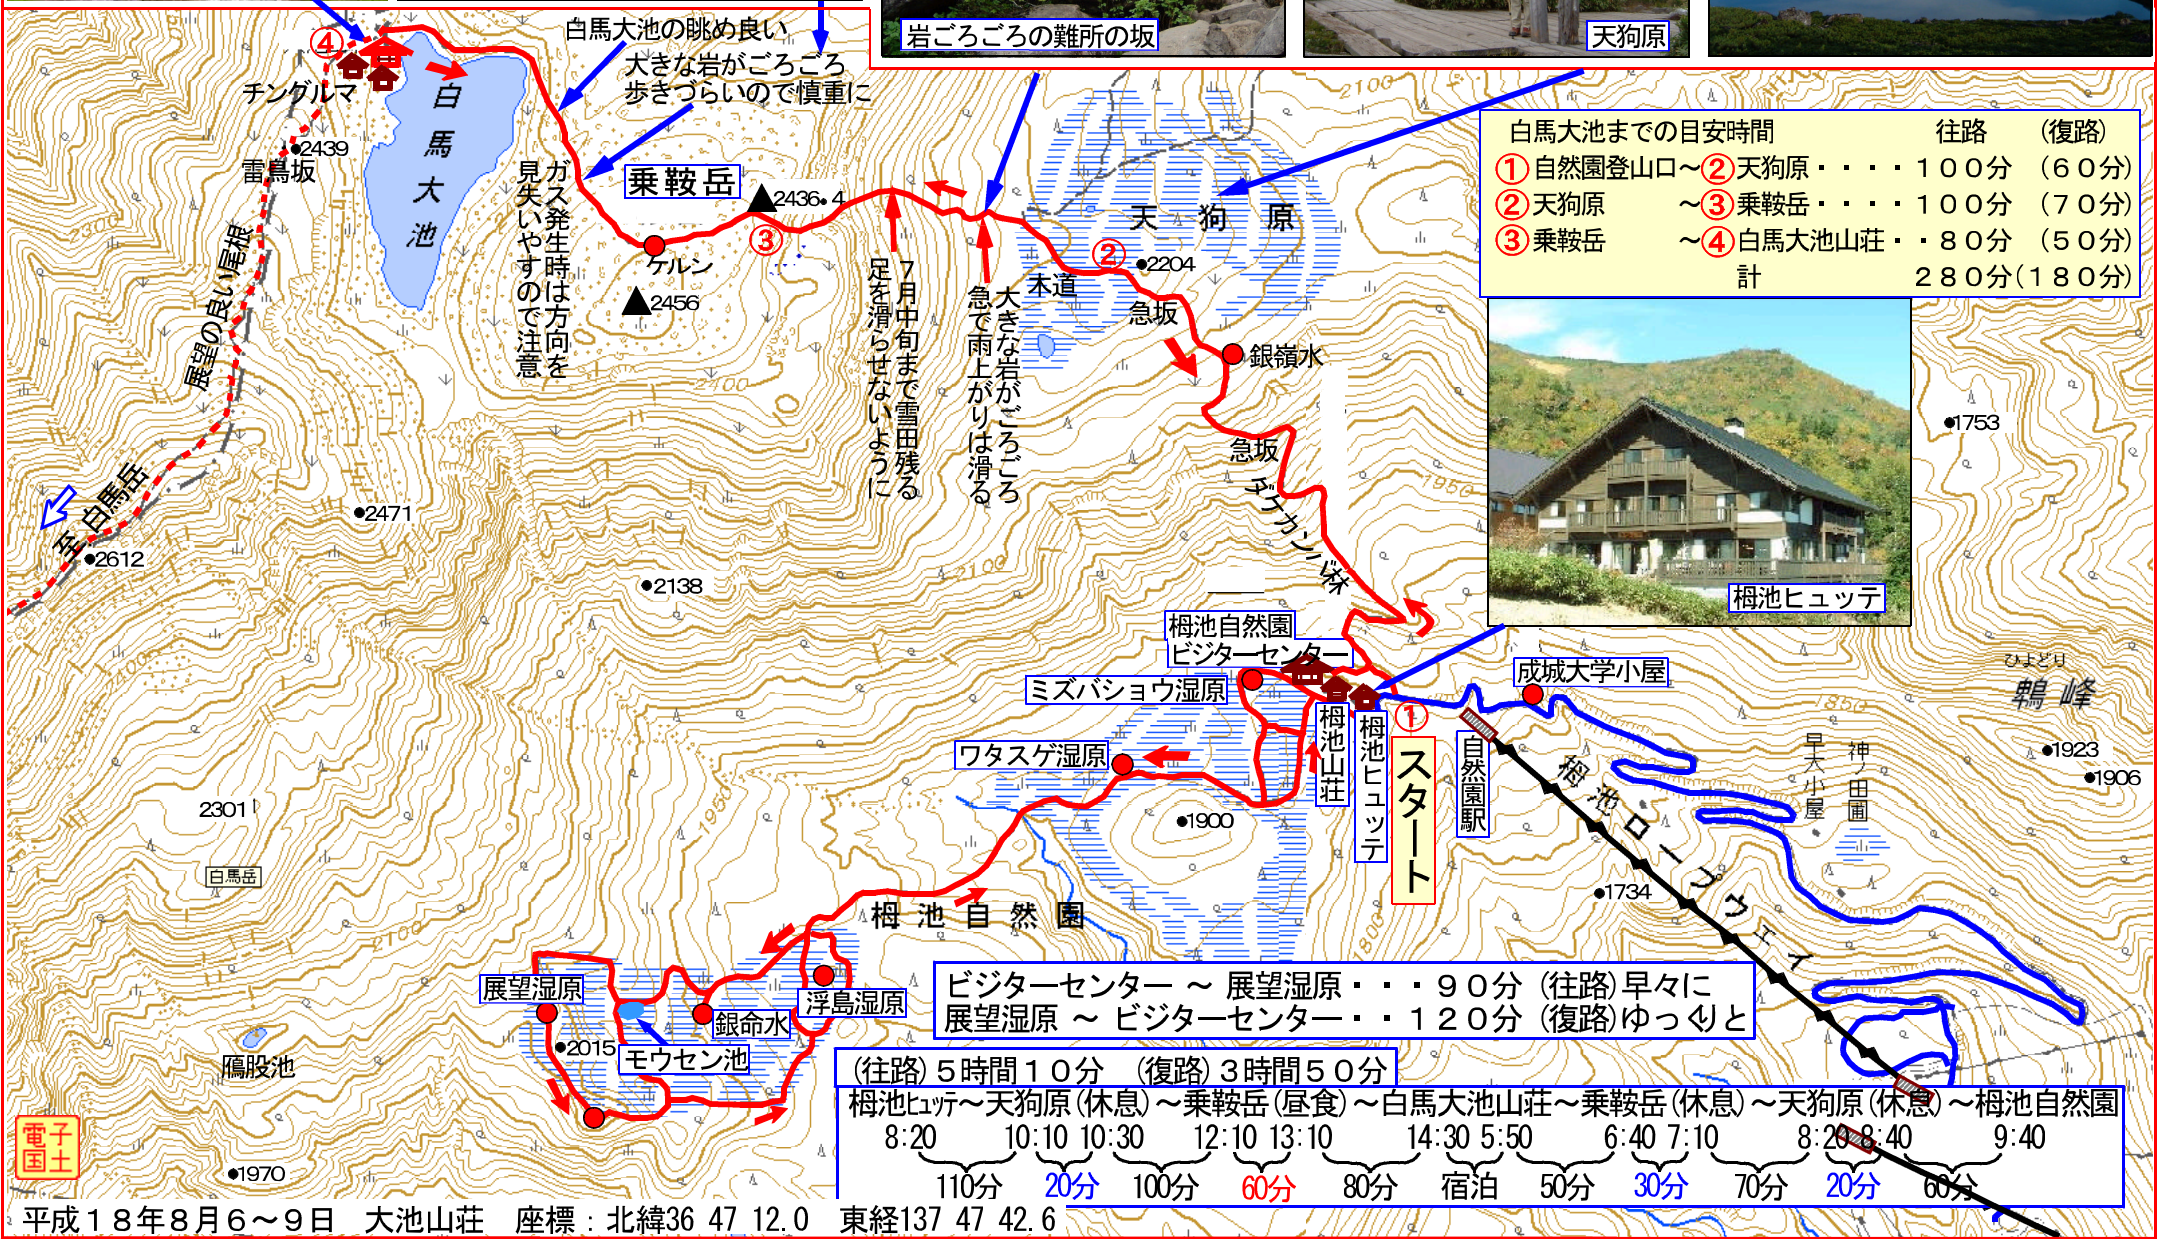 岩ごろごろの難所の坂
天狗原
白馬大池の眺め良い
大きな岩がごろごろ
歩きづらいので慎重に
④
チングルマ
白馬大池
2439
雷鳥坂
展望の良い尾根
ガス発生時は方向を
見失いやすので注意
乗鞍岳
2436.4
③
ケルン
2456
7月中旬まで雪田残る
足を滑らせないように
大きな岩がごろごろ
急で雨上がりは滑る
天狗原
②
2204
木道
急坂
銀嶺水
急坂
ダケカンバ林
2100
2300
2100
1950
2100
2400
1950
2100
1850
1800
白馬大池までの目安時間 往路 (復路)
①自然園登山口~②天狗原・・・・100分 (60分)
②天狗原 ~③乗鞍岳・・・・100分 (70分)
③乗鞍岳 ~④白馬大池山荘・・80分 (50分)
計 280分(180分)
栂池ヒュッテ
1753
至 白馬岳
2612
2471
2138
栂池自然園
ビジターセンター
ミズバショウ湿原
ワタスゲ湿原
栂池山荘
栂池ヒュッテ
①
スタート
自然園駅
成城大学小屋
栂池ロープウェイ
ひよどり
鵯峰
早大小屋
神ノ田圃
1923
1906
1734
1900
2301
白馬岳
鴈股池
栂池自然園
展望湿原
銀命水
浮島湿原
モウセン池
2015
1970
ビジターセンター ~ 展望湿原・・・90分 (往路)早々に
展望湿原 ~ ビジターセンター・・120分 (復路)ゆっくりと
(往路)5時間10分 (復路)3時間50分
栂池ヒュッテ~天狗原(休息)~乗鞍岳(昼食)~白馬大池山荘~乗鞍岳(休息)~天狗原(休息)~栂池自然園
8:20 10:10 10:30 12:10 13:10 14:30 5:50 6:40 7:10 8:20 8:40 9:40
110分 20分 100分 60分 80分 宿泊 50分 30分 70分 20分 60分
電子
国土
平成18年8月6~9日 大池山荘 座標:北緯36 47 12.0 東経137 47 42.6